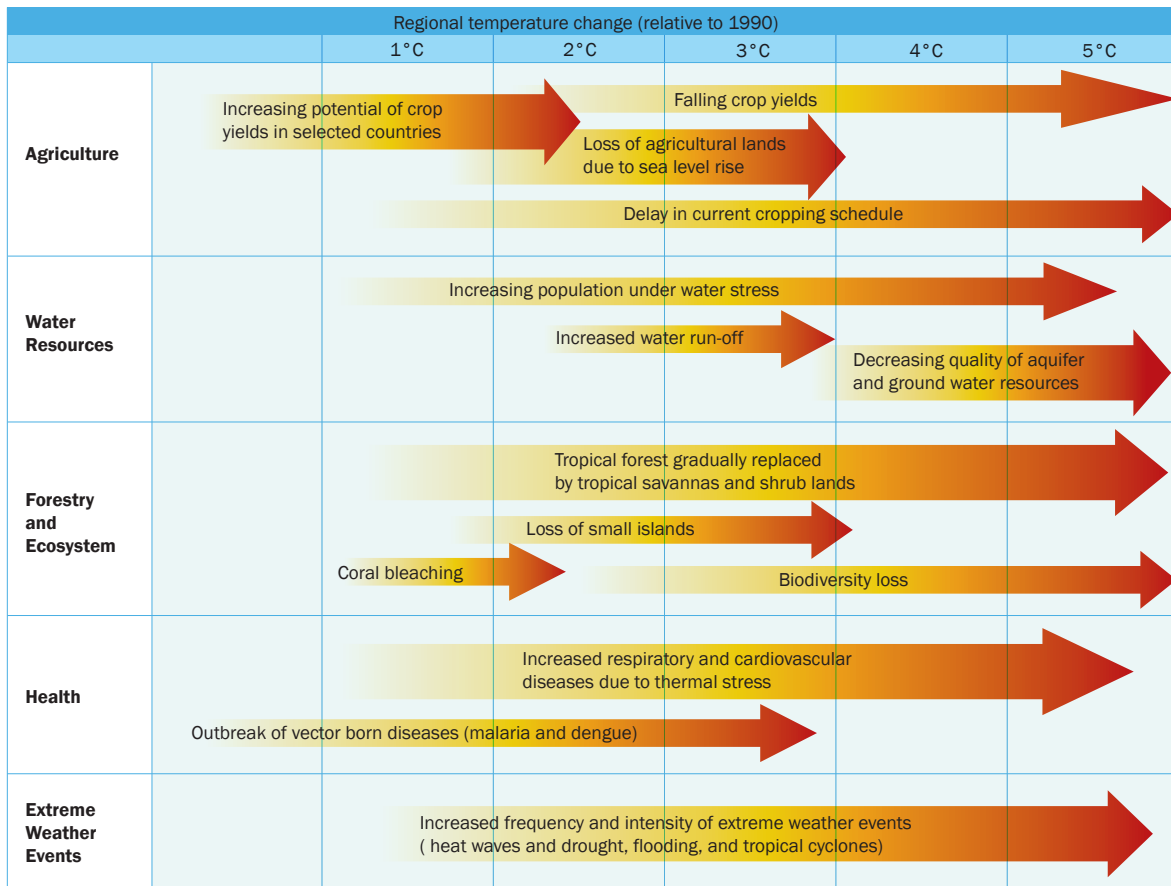 Regional temperature change (relative to 1990)
1°C 2°C 3°C 4°C 5°C
Agriculture
Increasing potential of crop
yields in selected countries
Falling crop yields
Loss of agricultural lands
due to sea level rise
Delay in current cropping schedule
Water
Resources
Increasing population under water stress
Increased water run-off
Decreasing quality of aquifer
and ground water resources
Forestry
and
Ecosystem
Tropical forest gradually replaced
by tropical savannas and shrub lands
Loss of small islands
Coral bleaching
Biodiversity loss
Health
Increased respiratory and cardiovascular
diseases due to thermal stress
Outbreak of vector born diseases (malaria and dengue)
Extreme
Weather
Events
Increased frequency and intensity of extreme weather events
( heat waves and drought, flooding, and tropical cyclones)